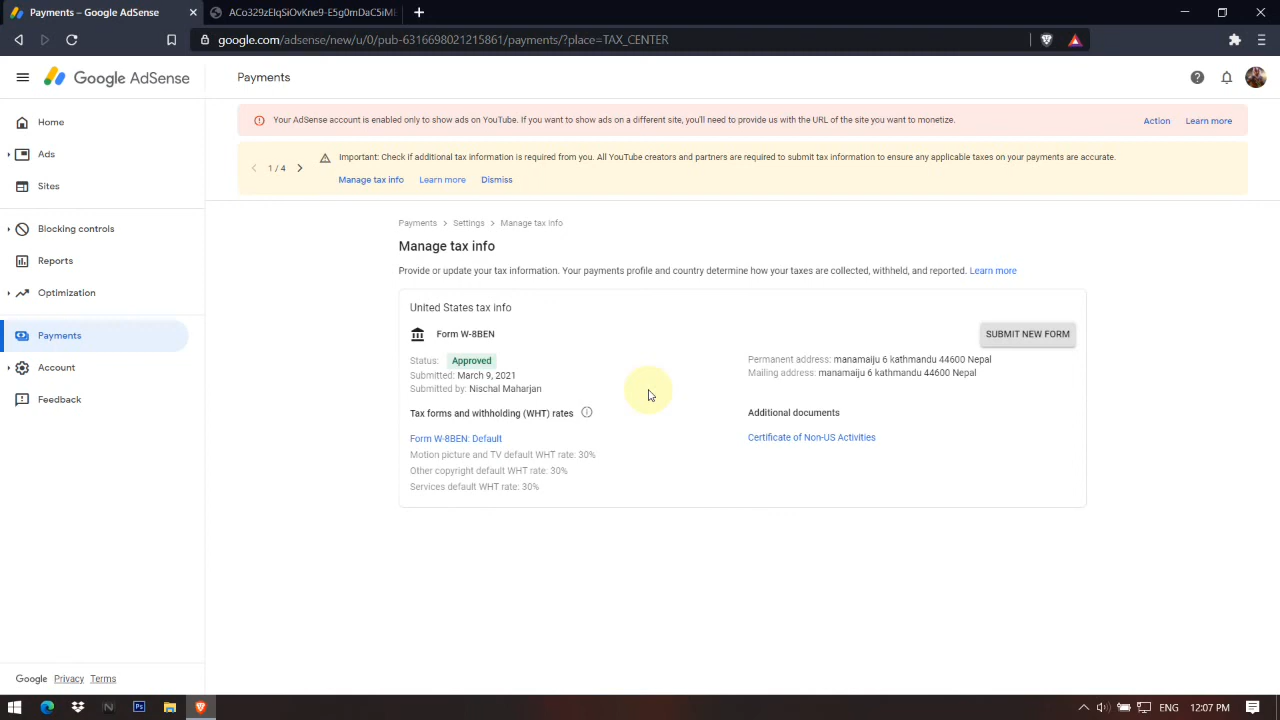 Payments – Google AdSense
ACo329zElqSiOvKne9-E5g0mDaC5iME
google.com/adsense/new/u/0/pub-6316698021215861/payments/?place=TAX_CENTER
Google AdSense
Payments
Home
Ads
Sites
Blocking controls
Reports
Optimization
Payments
Account
Feedback
Your AdSense account is enabled only to show ads on YouTube. If you want to show ads on a different site, you'll need to provide us with the URL of the site you want to monetize.
Action
Learn more
1 / 4
Important: Check if additional tax information is required from you. All YouTube creators and partners are required to submit tax information to ensure any applicable taxes on your payments are accurate.
Manage tax info
Learn more
Dismiss
Payments > Settings > Manage tax info
Manage tax info
Provide or update your tax information. Your payments profile and country determine how your taxes are collected, withheld, and reported. Learn more
United States tax info
Form W-8BEN
SUBMIT NEW FORM
Status: Approved
Submitted: March 9, 2021
Submitted by: Nischal Maharjan
Permanent address: manamaiju 6 kathmandu 44600 Nepal
Mailing address: manamaiju 6 kathmandu 44600 Nepal
Tax forms and withholding (WHT) rates
Form W-8BEN: Default
Motion picture and TV default WHT rate: 30%
Other copyright default WHT rate: 30%
Services default WHT rate: 30%
Additional documents
Certificate of Non-US Activities
Google Privacy Terms
Ps
ENG
12:07 PM